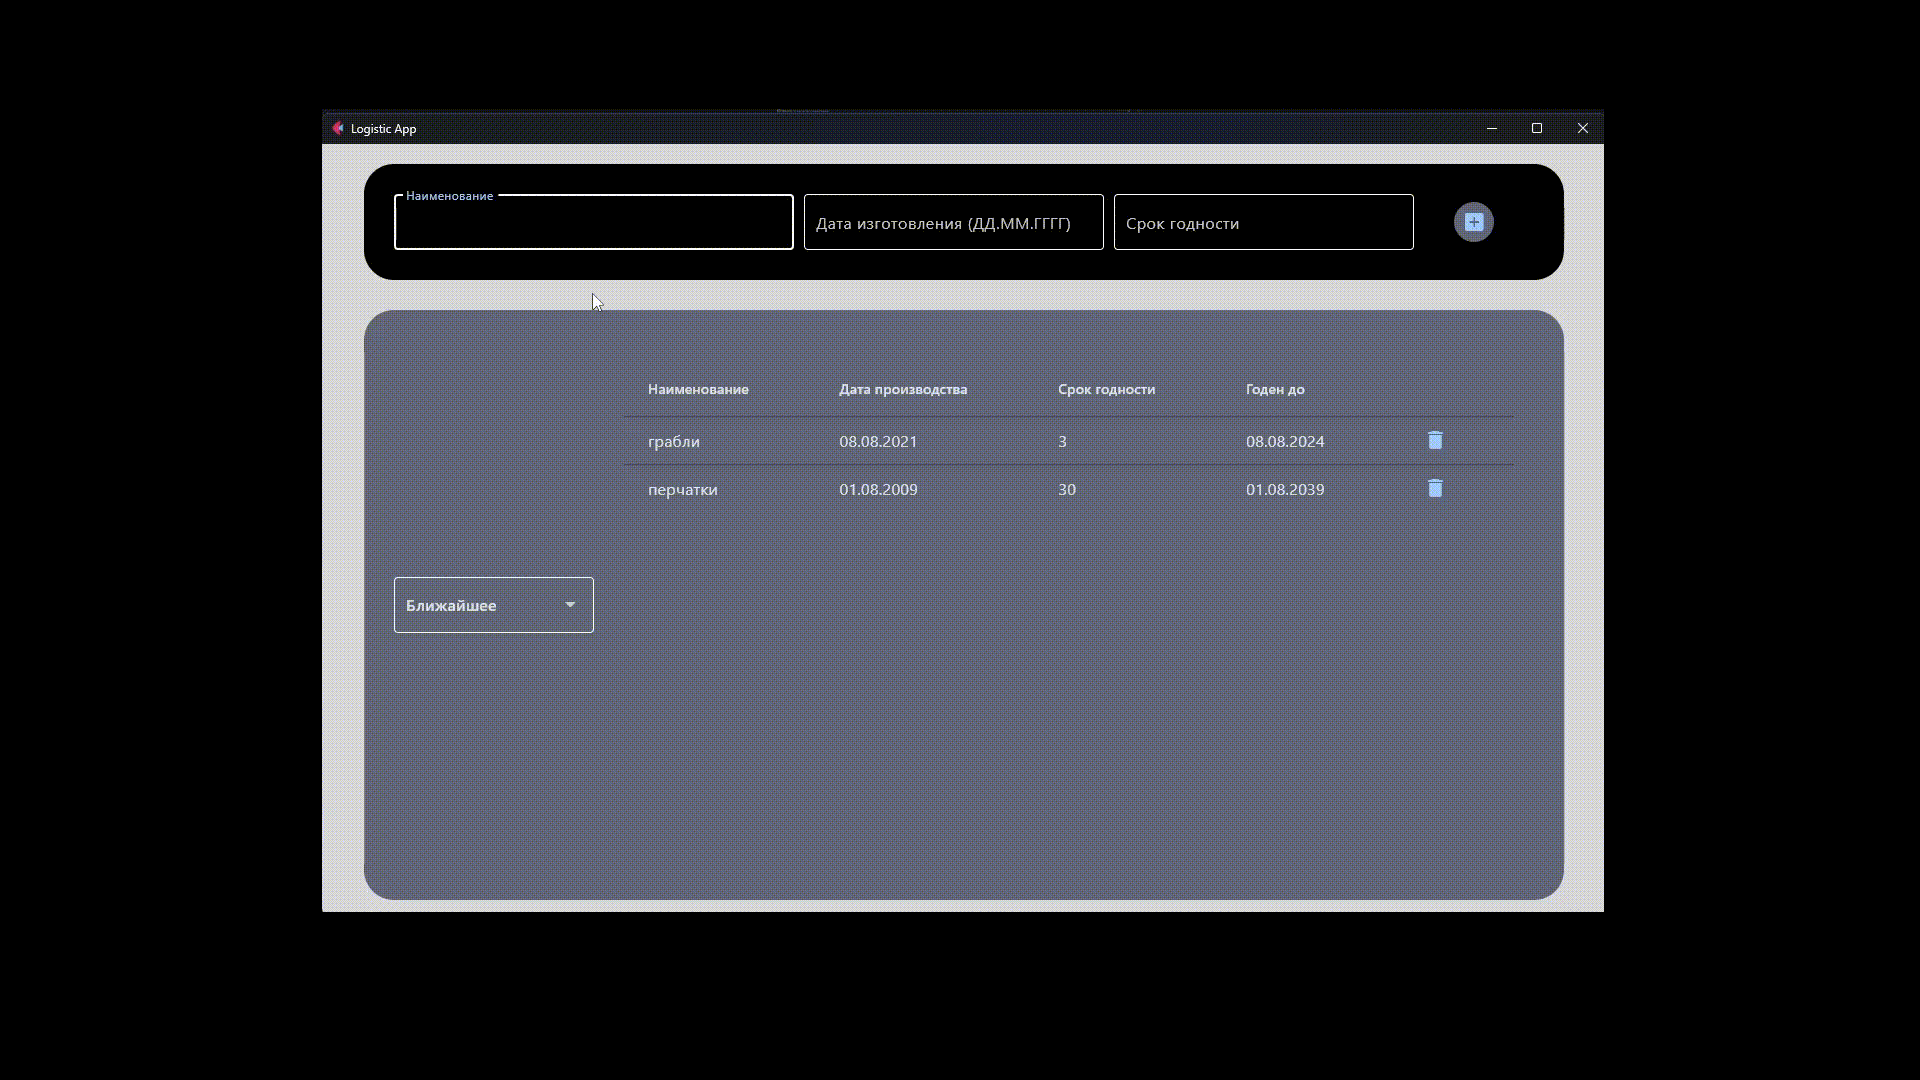 Logistic App
Наименование
Дата изготовления (ДД.ММ.ГГГГ) Срок годности
Наименование Дата производства Срок годности Годен до
грабли 08.08.2021 3 08.08.2024
перчатки 01.08.2009 30 01.08.2039
Ближайшее